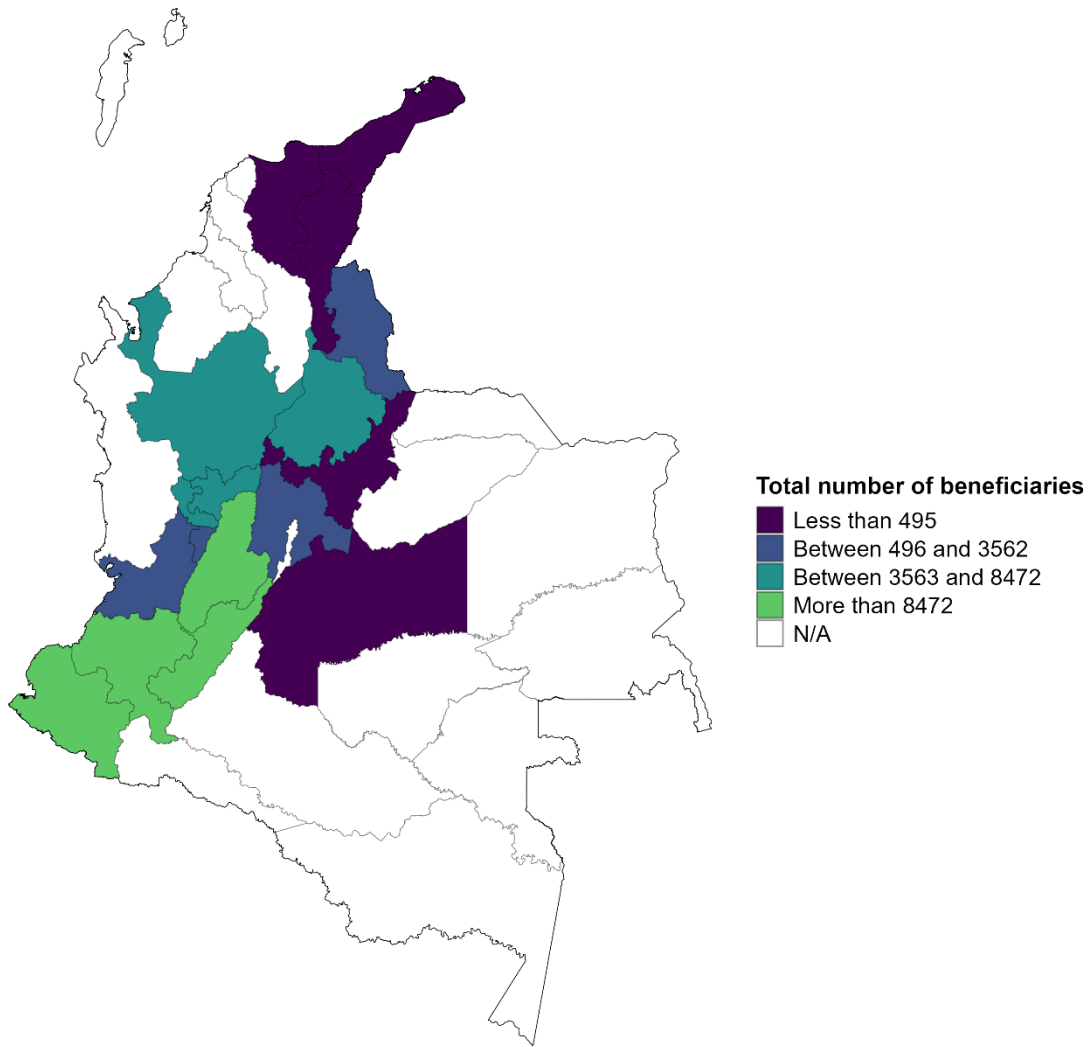 Total number of beneficiaries
Less than 495
Between 496 and 3562
Between 3563 and 8472
More than 8472
N/A